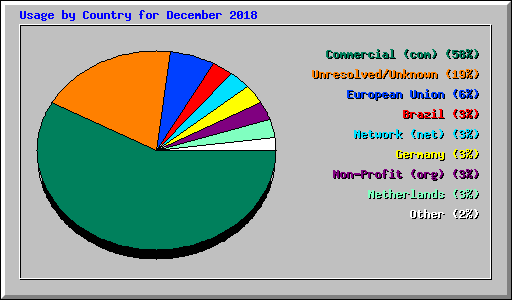 Usage by Country for December 2018
Commercial (com) (58%)
Unresolved/Unknown (19%)
European Union (6%)
Brazil (3%)
Network (net) (3%)
Germany (3%)
Non-Profit (org) (3%)
Netherlands (3%)
Other (2%)